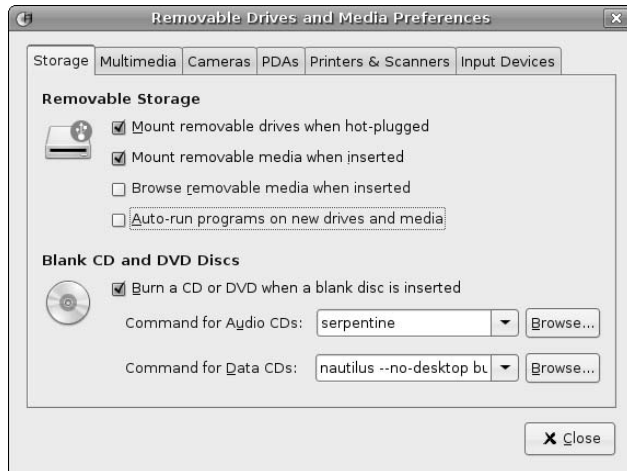 Removable Drives and Media Preferences
Storage Multimedia Cameras PDAs Printers & Scanners Input Devices
Removable Storage
Mount removable drives when hot-plugged
Mount removable media when inserted
Browse removable media when inserted
Auto-run programs on new drives and media
Blank CD and DVD Discs
Burn a CD or DVD when a blank disc is inserted
Command for Audio CDs: serpentine Browse...
Command for Data CDs: nautilus --no-desktop bu Browse...
Close